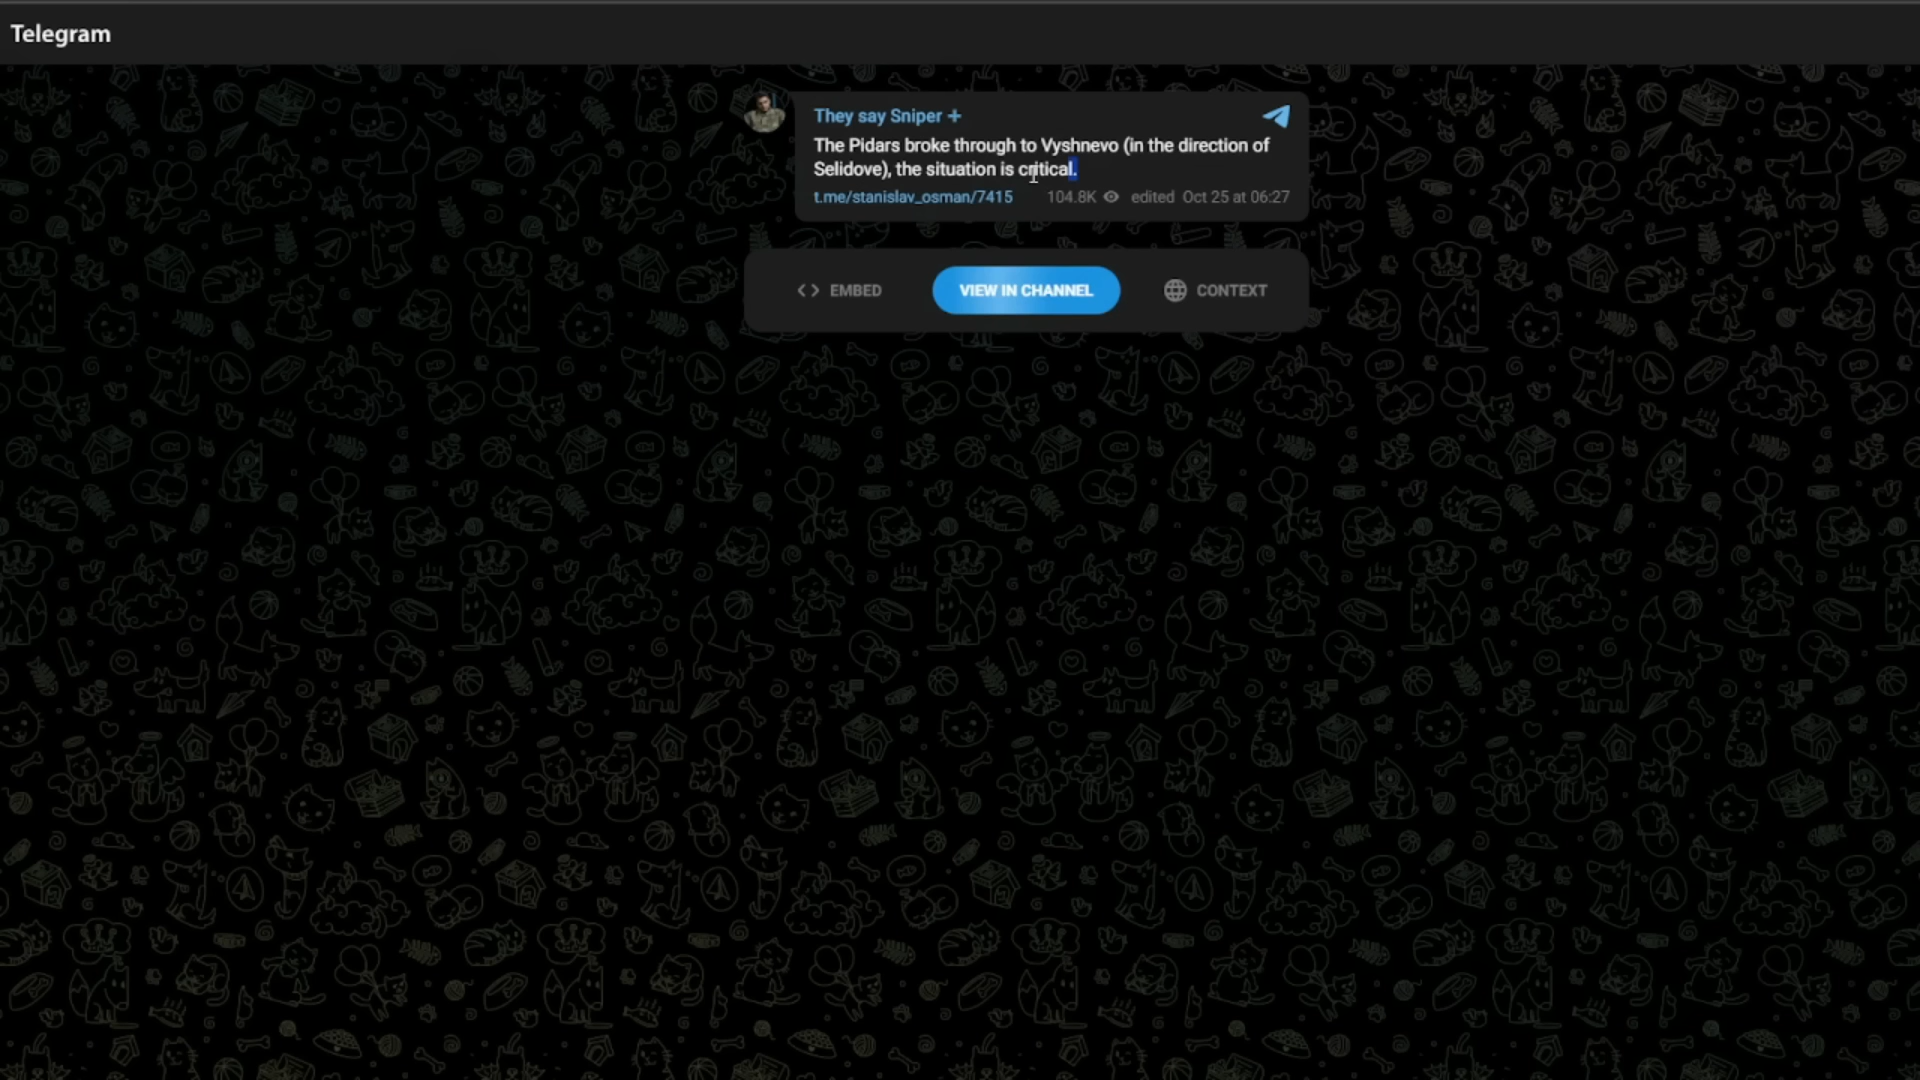 Telegram
They say Sniper +
The Pidars broke through to Vyshnevo (in the direction of
Selidove), the situation is critical.
t.me/stanislav_osman/7415 104.8K edited Oct 25 at 06:27
<> EMBED VIEW IN CHANNEL CONTEXT